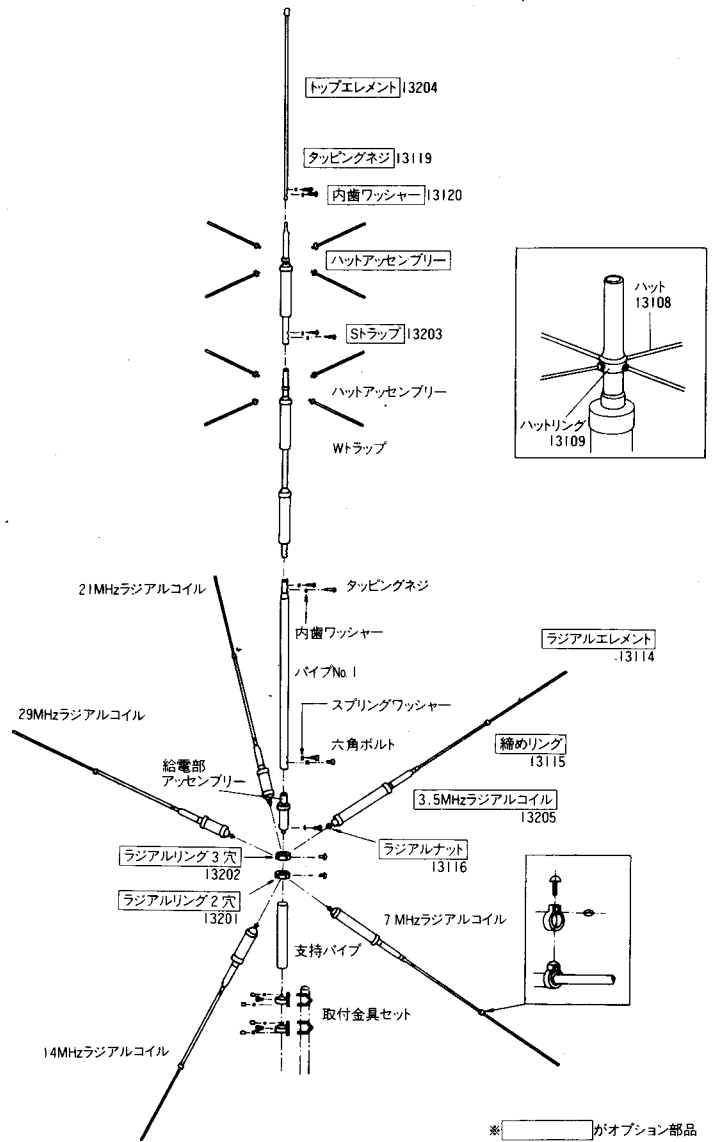 トップエレメント 13204
タッピングネジ 13119
内歯ワッシャー 13120
ハットアッセンブリー
Sトラップ 13203
ハットアッセンブリー
Wトラップ
ハット
13108
ハットリング
13109
21MHzラジアルコイル
タッピングネジ
内歯ワッシャー
パイプNo.1
ラジアルエレメント
13114
29MHzラジアルコイル
スプリングワッシャー
六角ボルト
締めリング
13115
給電部
アッセンブリー
3.5MHzラジアルコイル
13205
ラジアルリング3穴
13202
ラジアルナット
13116
ラジアルリング2穴
13201
7MHzラジアルコイル
支持パイプ
取付金具セット
14MHzラジアルコイル
※がオプション部品